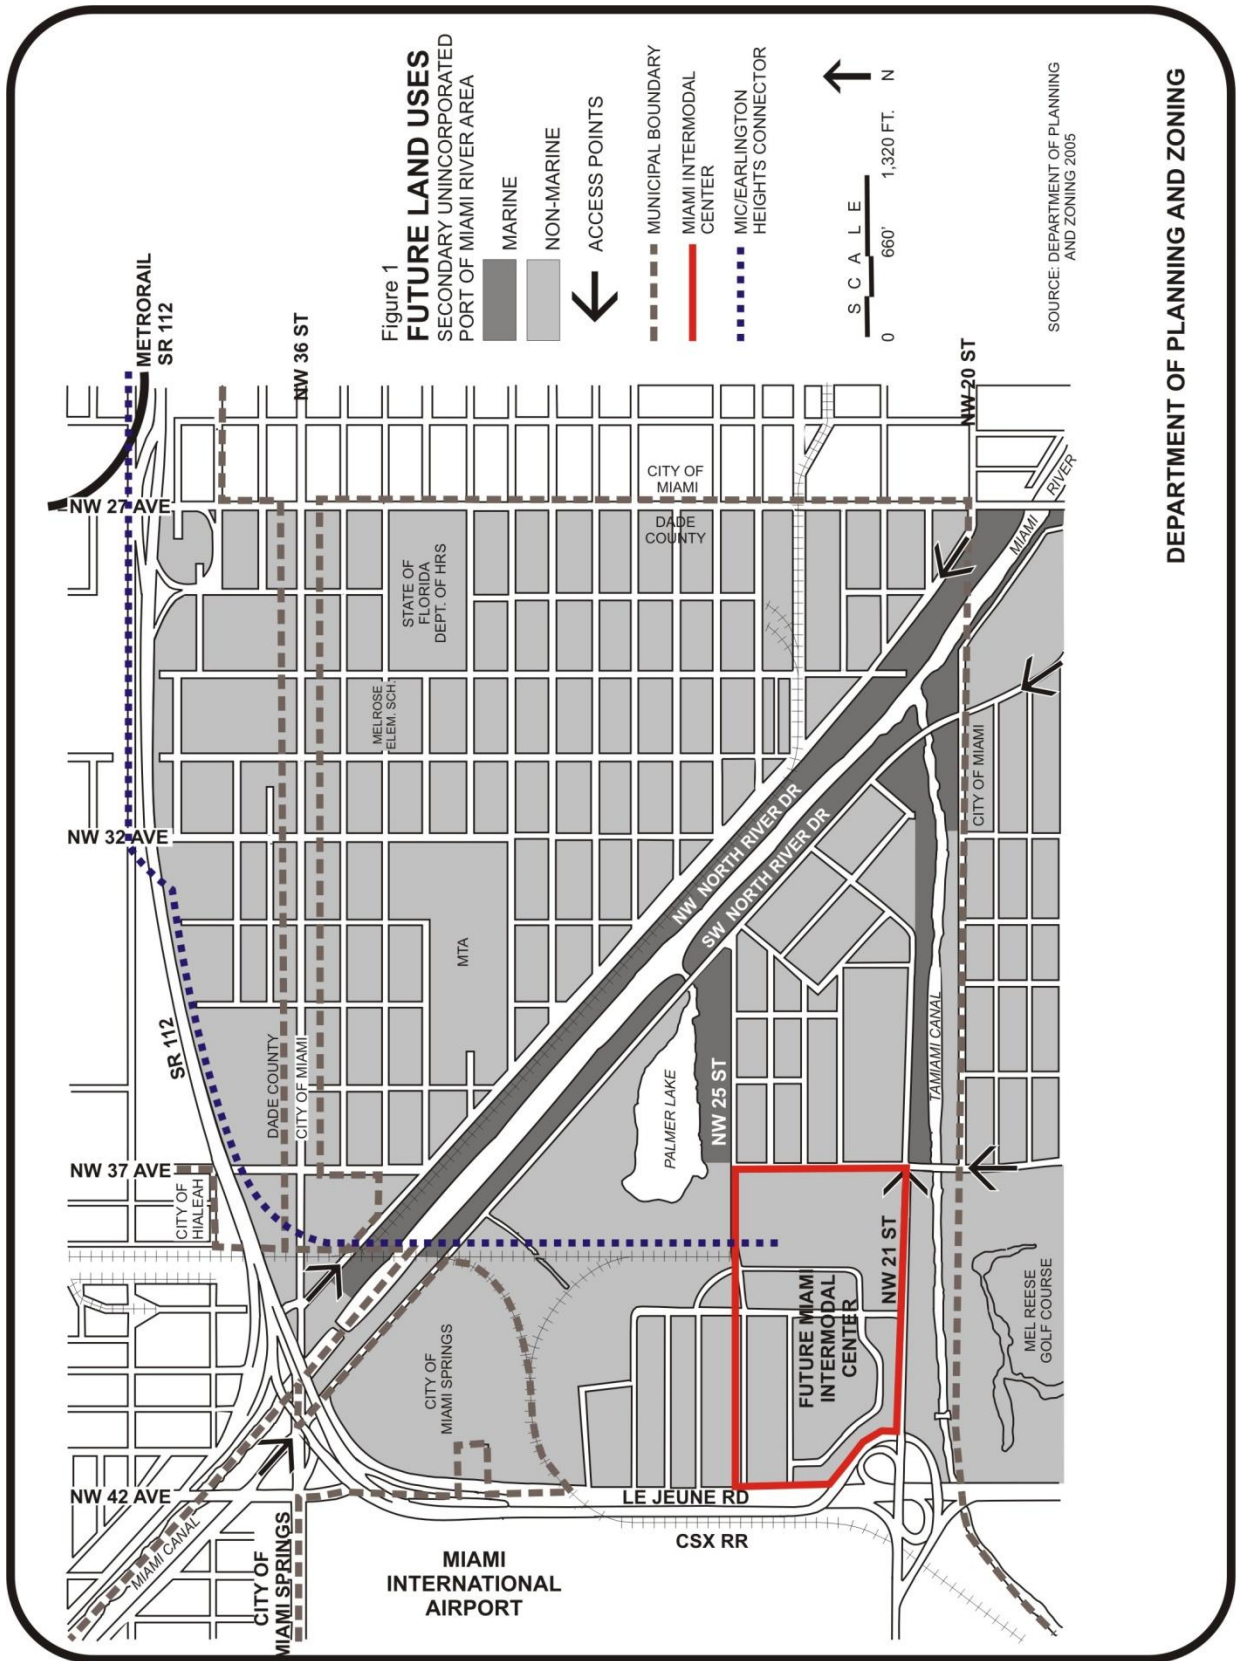 METRORAIL
SR 112
NW 36 ST
NW 20 ST
NW 27 AVE
NW 32 AVE
NW 37 AVE
NW 42 AVE
SR 112
CITY OF
MIAMI
DADE
COUNTY
STATE OF
FLORIDA
DEPT. OF HRS
MELROSE
ELEM. SCH.
MTA
DADE COUNTY
CITY OF MIAMI
CITY OF
HIALEAH
MIAMI
RIVER
NW NORTH RIVER DR
SW NORTH RIVER DR
CITY OF MIAMI
TAMIAMI CANAL
PALMER LAKE
NW 25 ST
NW 21 ST
FUTURE MIAMI
INTERMODAL
CENTER
MEL REESE
GOLF COURSE
CITY OF
MIAMI SPRINGS
LE JEUNE RD
CSX RR
MIAMI CANAL
CITY OF
MIAMI SPRINGS
MIAMI
INTERNATIONAL
AIRPORT
Figure 1
FUTURE LAND USES
SECONDARY UNINCORPORATED
PORT OF MIAMI RIVER AREA
MARINE
NON-MARINE
ACCESS POINTS
MUNICIPAL BOUNDARY
MIAMI INTERMODAL
CENTER
MIC/EARLINGTON
HEIGHTS CONNECTOR
SCALE
0 660' 1,320 FT. N
SOURCE: DEPARTMENT OF PLANNING
AND ZONING 2005
DEPARTMENT OF PLANNING AND ZONING